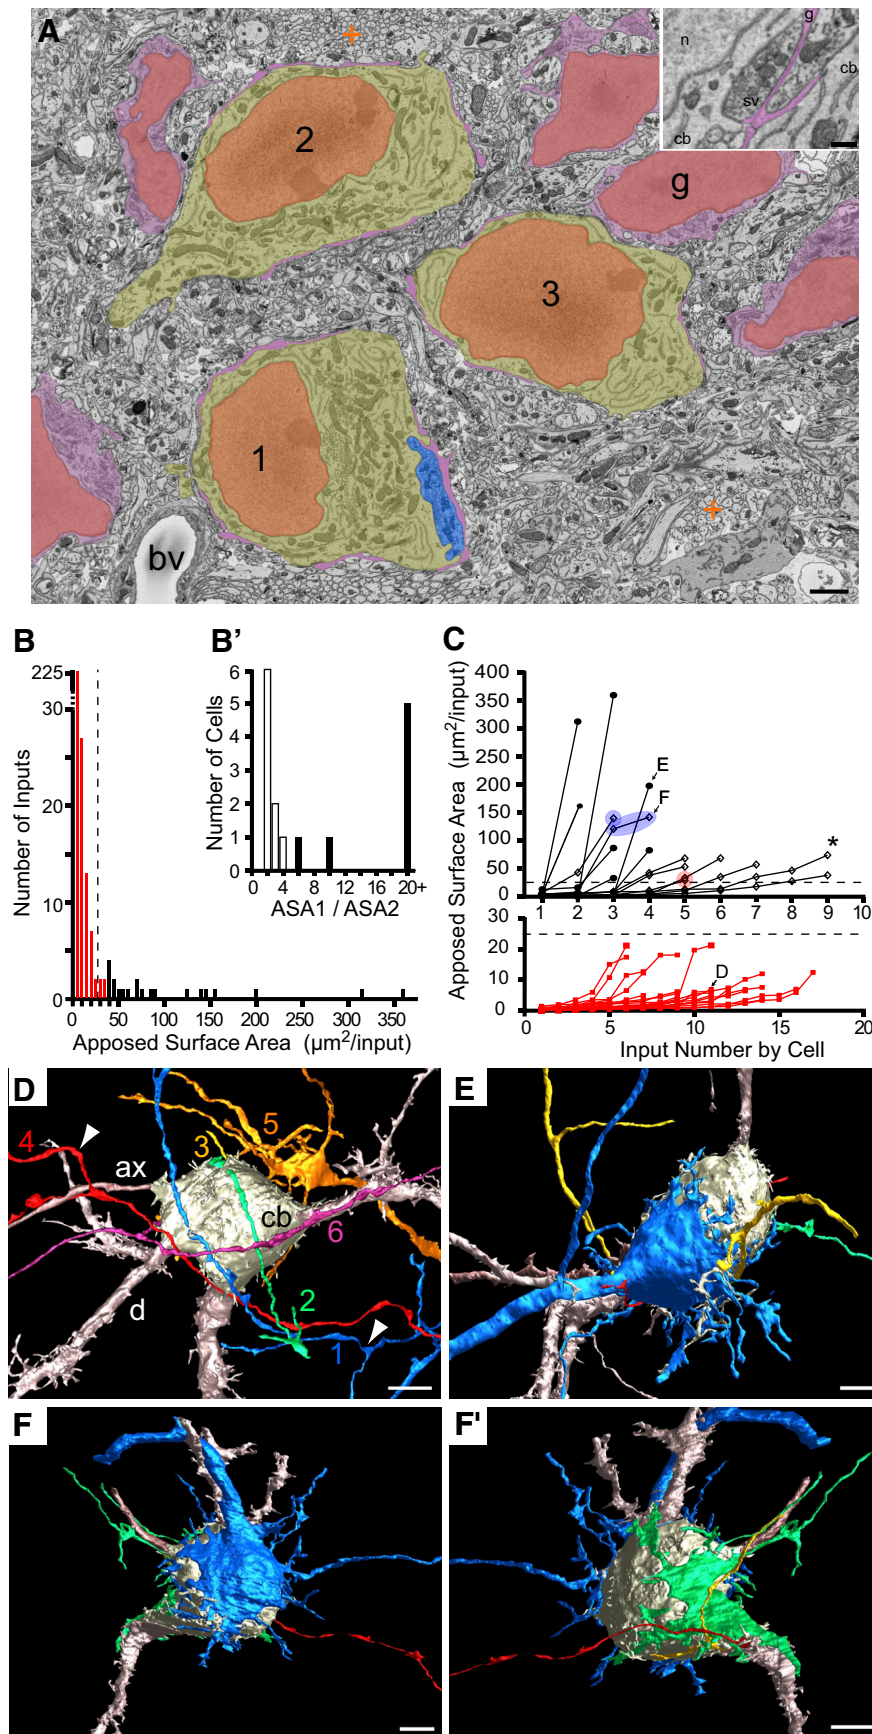 A
n
g
cb
sv
cb
2
g
3
1
bv
B
B'
C
225
30
20
10
0
Number of Inputs
0 50 100 150 200 250 300 350
Apposed Surface Area (µm²/input)
6
5
4
3
2
1
0
Number of Cells
0 4 8 12 16 20+
ASA1 / ASA2
400
350
300
250
200
150
100
50
0
Apposed Surface Area (µm²/input)
E
F
*
1 2 3 4 5 6 7 8 9 10
30
20
10
0
D
5 10 15 20
Input Number by Cell
D
E
4
3
5
ax
cb
6
d
2
1
F
F'